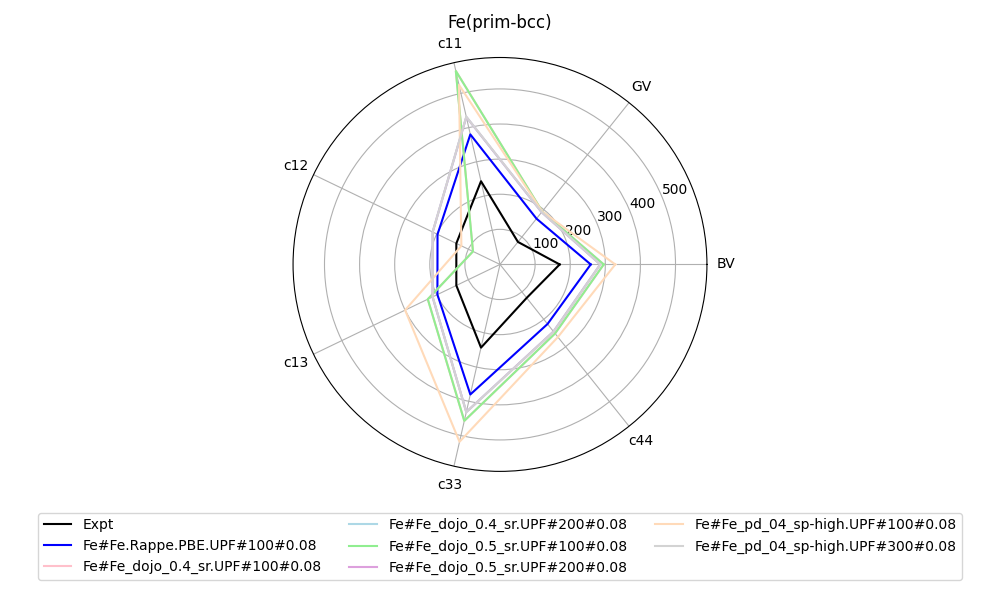 Fe(prim-bcc)
c11
GV
c12
500
400
300
200
100
BV
c13
c44
c33
Expt
Fe#Fe.Rappe.PBE.UPF#100#0.08
Fe#Fe_dojo_0.4_sr.UPF#100#0.08
Fe#Fe_dojo_0.4_sr.UPF#200#0.08
Fe#Fe_dojo_0.5_sr.UPF#100#0.08
Fe#Fe_dojo_0.5_sr.UPF#200#0.08
Fe#Fe_pd_04_sp-high.UPF#100#0.08
Fe#Fe_pd_04_sp-high.UPF#300#0.08